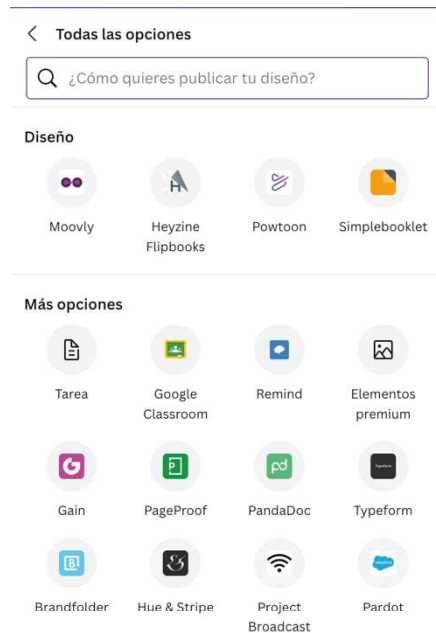 Todas las opciones
¿Cómo quieres publicar tu diseño?
Diseño
Moovly
Heyzine
Flipbooks
Powtoon
Simplebooklet
Más opciones
Tarea
Google
Classroom
Remind
Elementos
premium
Gain
PageProof
PandaDoc
Typeform
Brandfolder
Hue & Stripe
Project
Broadcast
Pardot